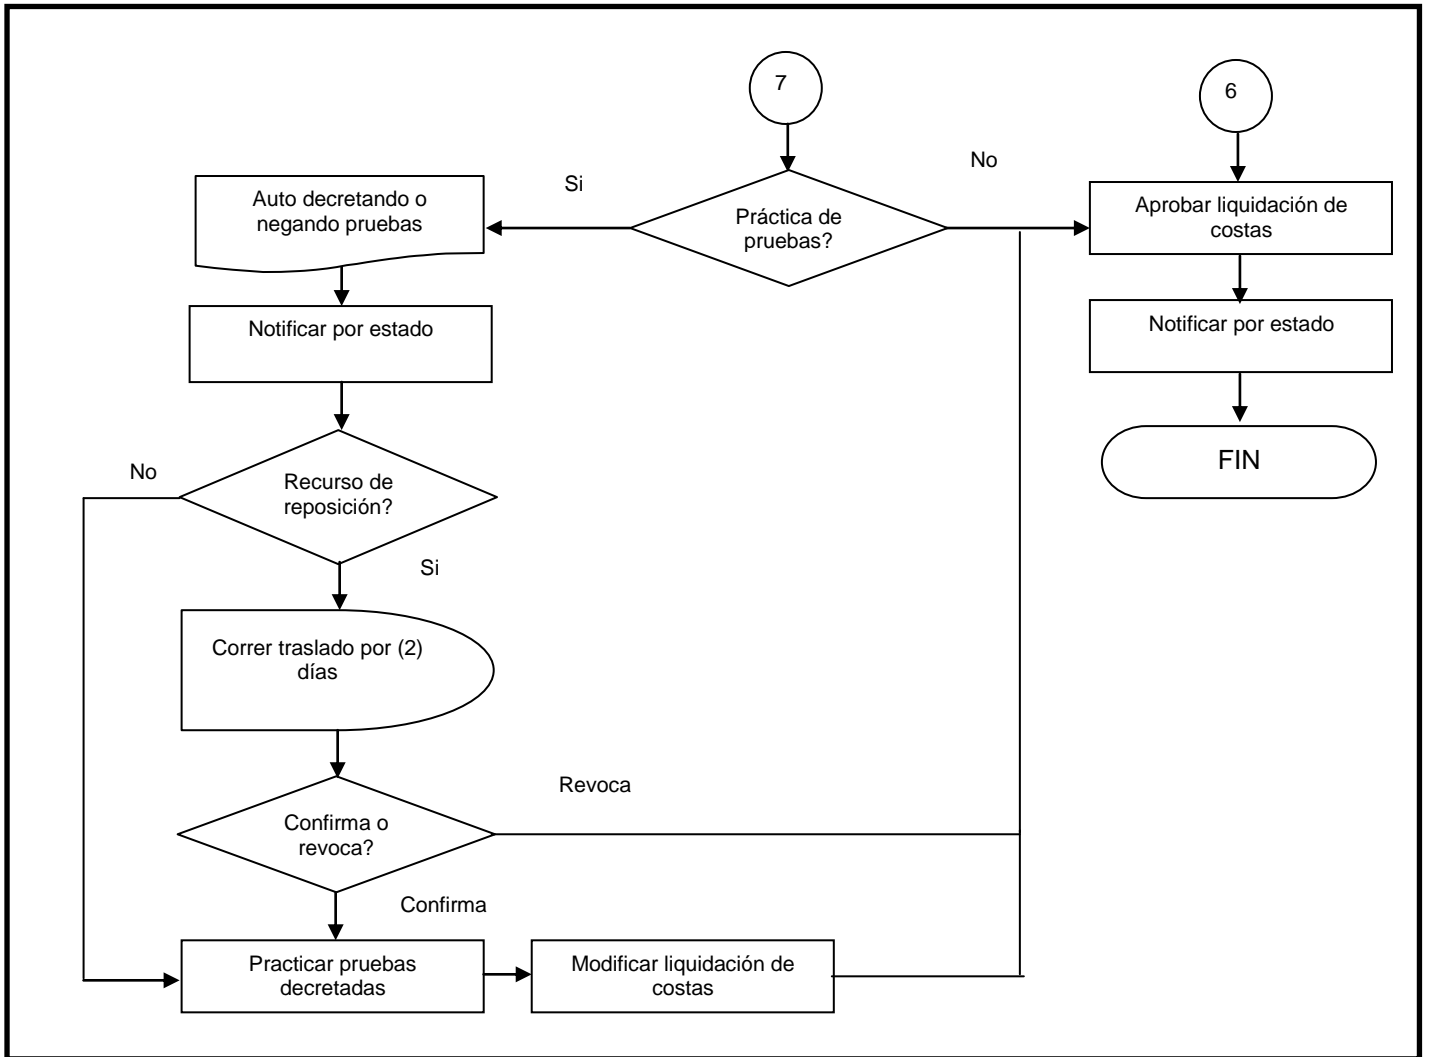 7
6
No
Si
Auto decretando o
negando pruebas
Práctica de
pruebas?
Aprobar liquidación de
costas
Notificar por estado
Notificar por estado
No
Recurso de
reposición?
FIN
Si
Correr traslado por (2)
días
Revoca
Confirma o
revoca?
Confirma
Practicar pruebas
decretadas
Modificar liquidación de
costas